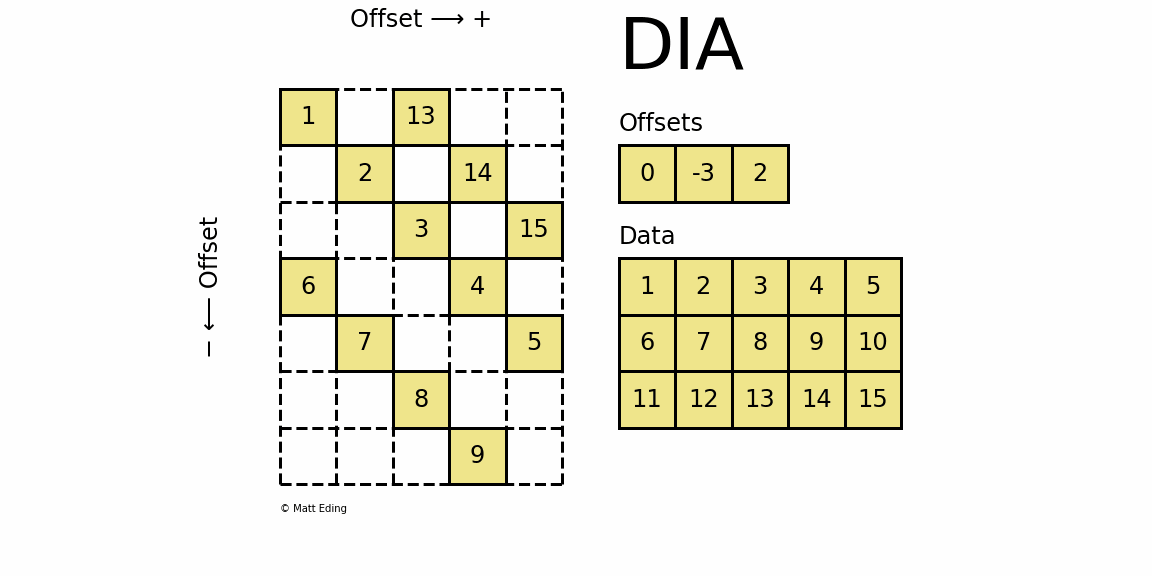 Offset ⟶ +
DIA
Offsets
0 -3 2
Data
1 2 3 4 5
6 7 8 9 10
11 12 13 14 15
− ⟵ Offset
1 13
2 14
3 15
6 4
7 5
8
9
© Matt Eding